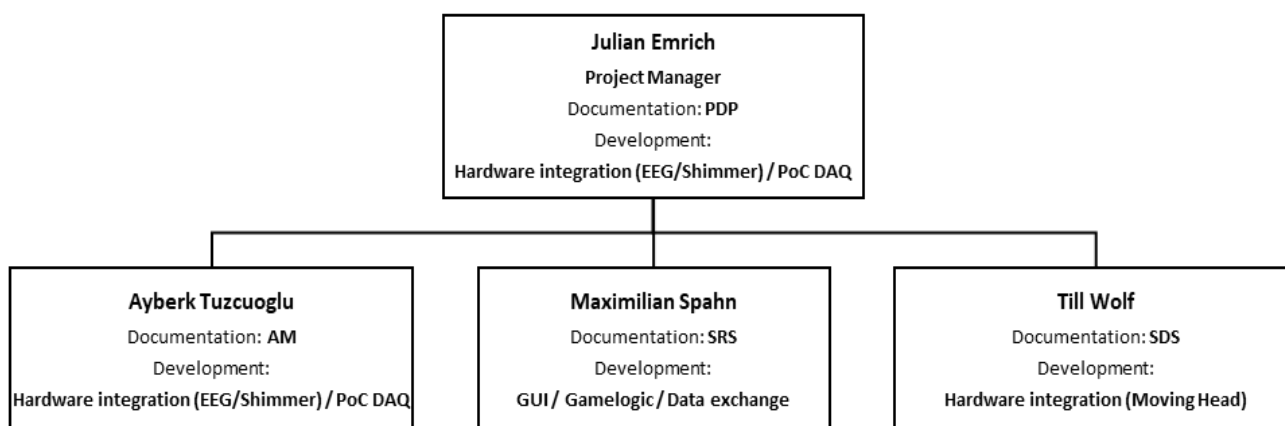 Julian Emrich
Project Manager
Documentation: PDP
Development:
Hardware integration (EEG/Shimmer) / PoC DAQ
Ayberk Tuzcuoglu
Documentation: AM
Development:
Hardware integration (EEG/Shimmer) / PoC DAQ
Maximilian Spahn
Documentation: SRS
Development:
GUI / Gamelogic / Data exchange
Till Wolf
Documentation: SDS
Development:
Hardware integration (Moving Head)